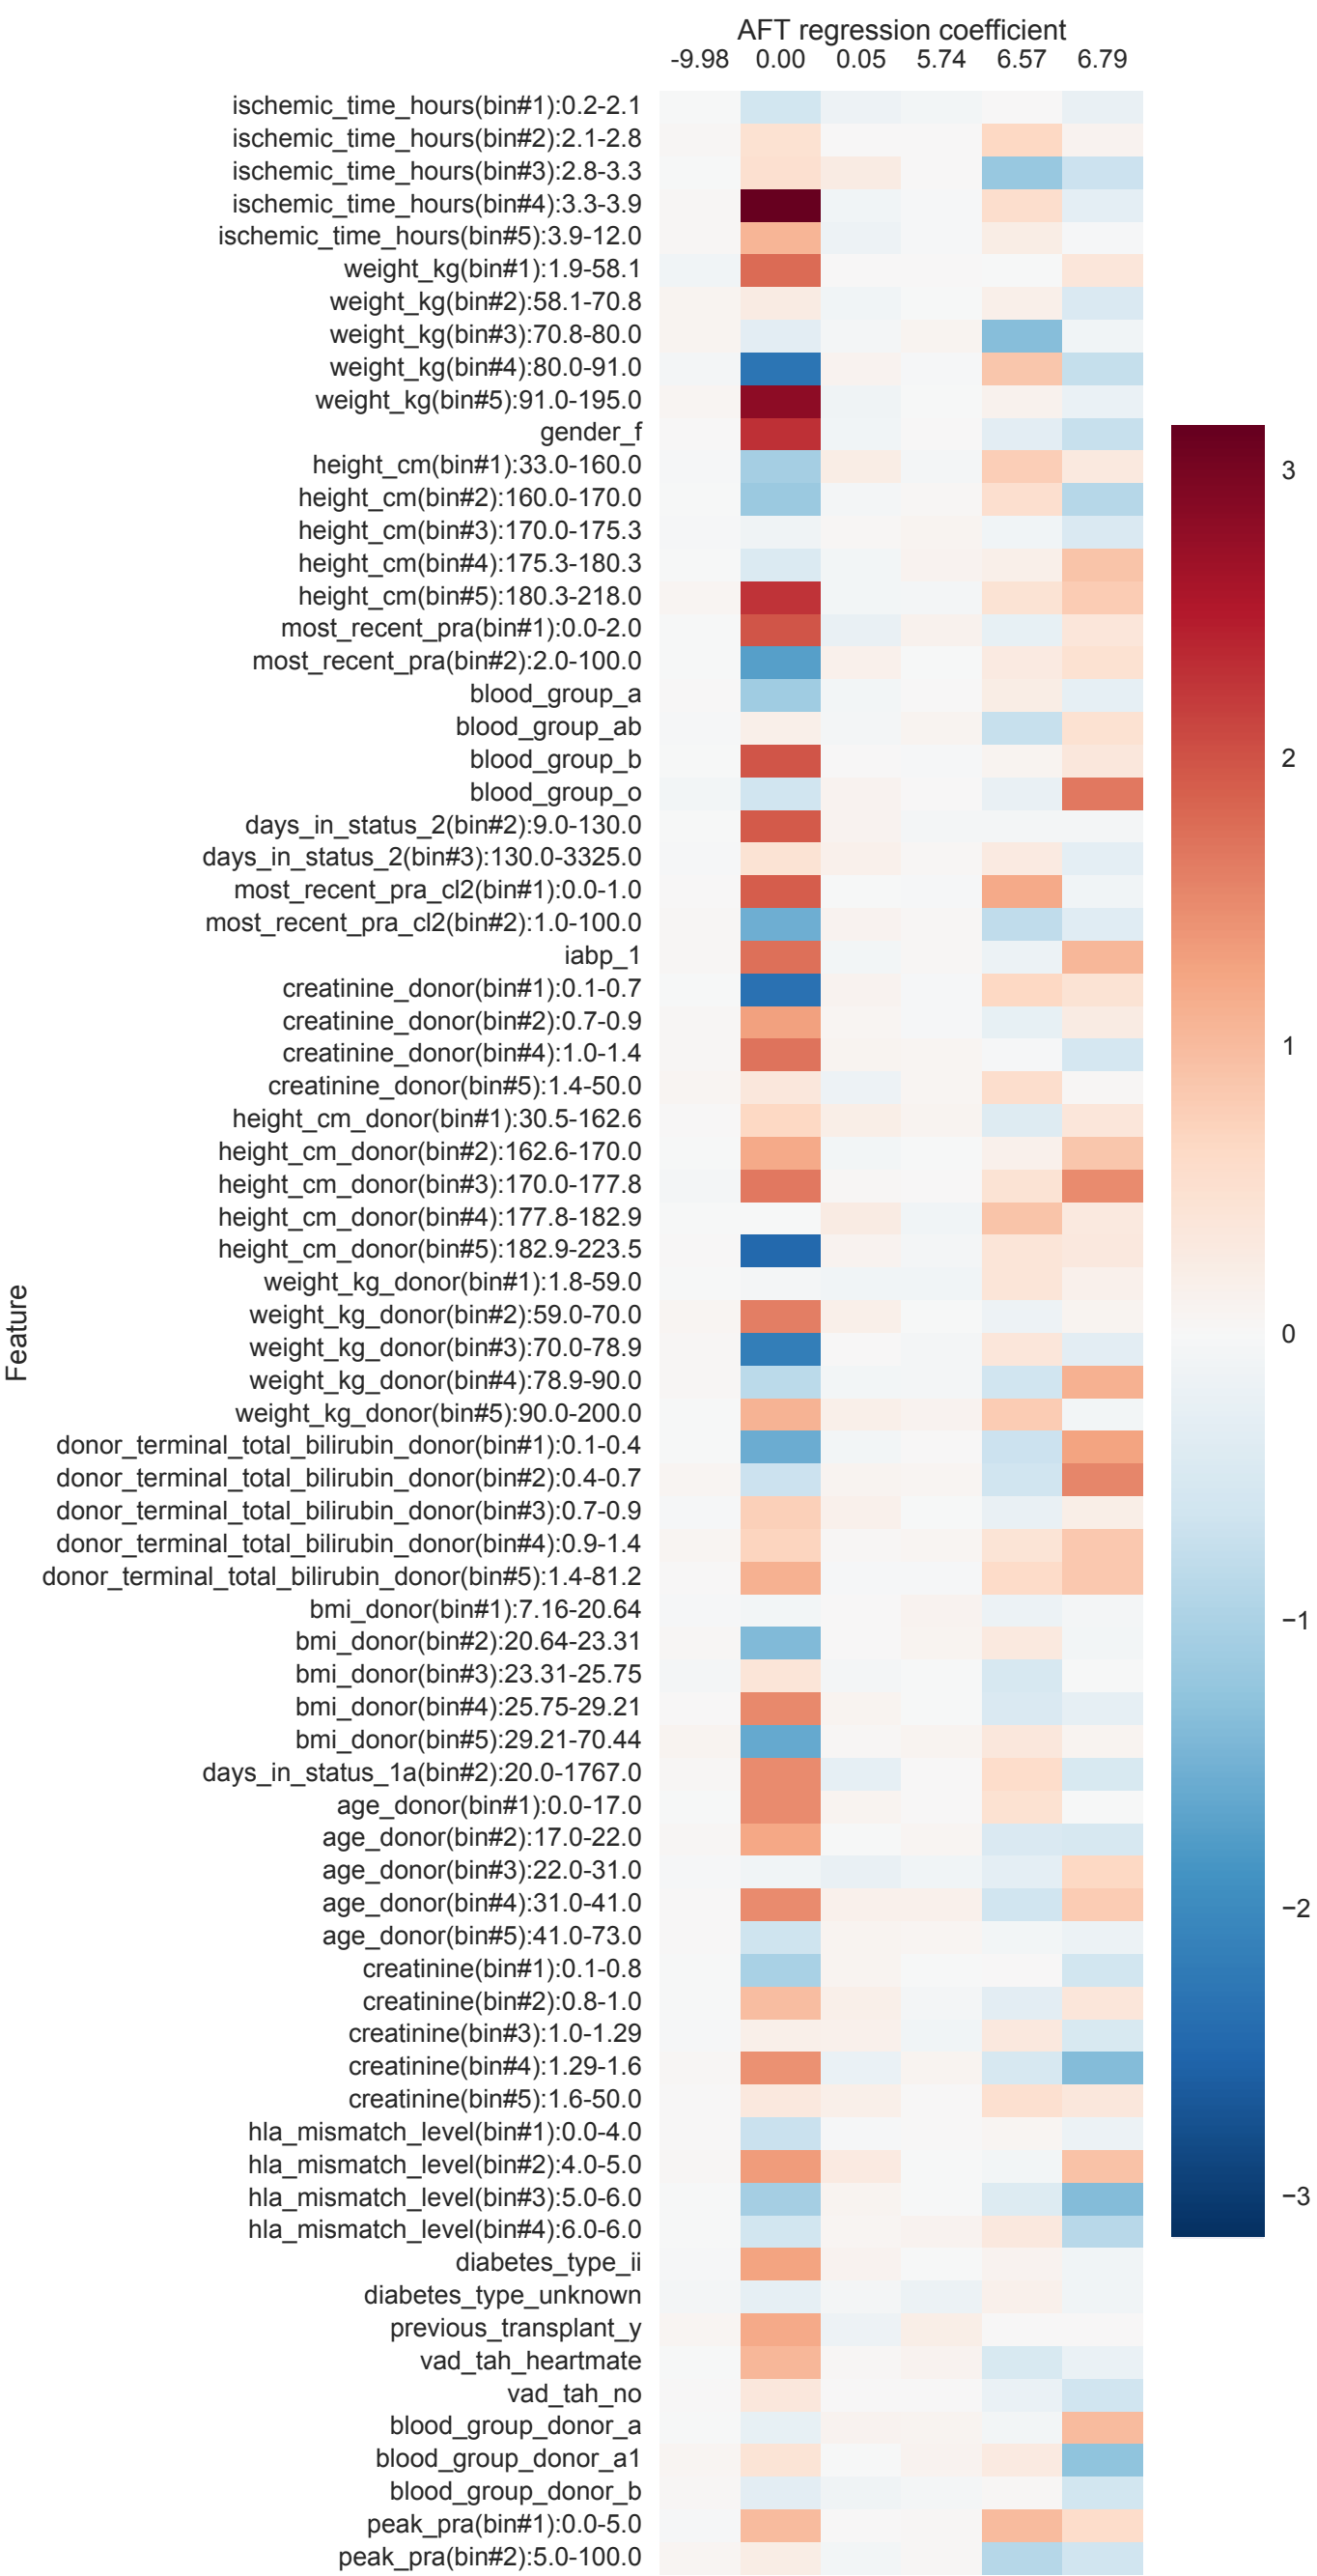 AFT regression coefficient
-9.98 0.00 0.05 5.74 6.57 6.79
ischemic_time_hours(bin#1):0.2-2.1
ischemic_time_hours(bin#2):2.1-2.8
ischemic_time_hours(bin#3):2.8-3.3
ischemic_time_hours(bin#4):3.3-3.9
ischemic_time_hours(bin#5):3.9-12.0
weight_kg(bin#1):1.9-58.1
weight_kg(bin#2):58.1-70.8
weight_kg(bin#3):70.8-80.0
weight_kg(bin#4):80.0-91.0
weight_kg(bin#5):91.0-195.0
gender_f
height_cm(bin#1):33.0-160.0
height_cm(bin#2):160.0-170.0
height_cm(bin#3):170.0-175.3
height_cm(bin#4):175.3-180.3
height_cm(bin#5):180.3-218.0
most_recent_pra(bin#1):0.0-2.0
most_recent_pra(bin#2):2.0-100.0
blood_group_a
blood_group_ab
blood_group_b
blood_group_o
days_in_status_2(bin#2):9.0-130.0
days_in_status_2(bin#3):130.0-3325.0
most_recent_pra_cl2(bin#1):0.0-1.0
most_recent_pra_cl2(bin#2):1.0-100.0
iabp_1
creatinine_donor(bin#1):0.1-0.7
creatinine_donor(bin#2):0.7-0.9
creatinine_donor(bin#4):1.0-1.4
creatinine_donor(bin#5):1.4-50.0
height_cm_donor(bin#1):30.5-162.6
height_cm_donor(bin#2):162.6-170.0
height_cm_donor(bin#3):170.0-177.8
height_cm_donor(bin#4):177.8-182.9
height_cm_donor(bin#5):182.9-223.5
weight_kg_donor(bin#1):1.8-59.0
weight_kg_donor(bin#2):59.0-70.0
weight_kg_donor(bin#3):70.0-78.9
weight_kg_donor(bin#4):78.9-90.0
weight_kg_donor(bin#5):90.0-200.0
donor_terminal_total_bilirubin_donor(bin#1):0.1-0.4
donor_terminal_total_bilirubin_donor(bin#2):0.4-0.7
donor_terminal_total_bilirubin_donor(bin#3):0.7-0.9
donor_terminal_total_bilirubin_donor(bin#4):0.9-1.4
donor_terminal_total_bilirubin_donor(bin#5):1.4-81.2
bmi_donor(bin#1):7.16-20.64
bmi_donor(bin#2):20.64-23.31
bmi_donor(bin#3):23.31-25.75
bmi_donor(bin#4):25.75-29.21
bmi_donor(bin#5):29.21-70.44
days_in_status_1a(bin#2):20.0-1767.0
age_donor(bin#1):0.0-17.0
age_donor(bin#2):17.0-22.0
age_donor(bin#3):22.0-31.0
age_donor(bin#4):31.0-41.0
age_donor(bin#5):41.0-73.0
creatinine(bin#1):0.1-0.8
creatinine(bin#2):0.8-1.0
creatinine(bin#3):1.0-1.29
creatinine(bin#4):1.29-1.6
creatinine(bin#5):1.6-50.0
hla_mismatch_level(bin#1):0.0-4.0
hla_mismatch_level(bin#2):4.0-5.0
hla_mismatch_level(bin#3):5.0-6.0
hla_mismatch_level(bin#4):6.0-6.0
diabetes_type_ii
diabetes_type_unknown
previous_transplant_y
vad_tah_heartmate
vad_tah_no
blood_group_donor_a
blood_group_donor_a1
blood_group_donor_b
peak_pra(bin#1):0.0-5.0
peak_pra(bin#2):5.0-100.0
Feature
3
2
1
0
−1
−2
−3